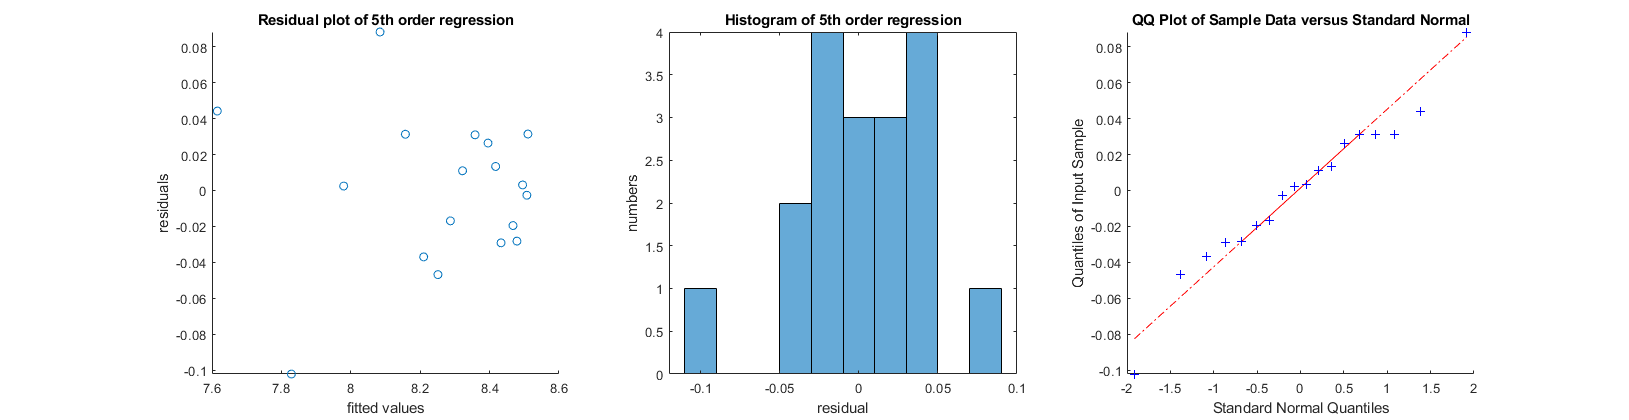 Residual plot of 5th order regression
0.08
0.06
0.04
0.02
0
-0.02
-0.04
-0.06
-0.08
-0.1
residuals
7.6 7.8 8 8.2 8.4 8.6
fitted values
Histogram of 5th order regression
4
3.5
3
2.5
2
1.5
1
0.5
0
numbers
-0.1 -0.05 0 0.05 0.1
residual
QQ Plot of Sample Data versus Standard Normal
0.08
0.06
0.04
0.02
0
-0.02
-0.04
-0.06
-0.08
-0.1
Quantiles of Input Sample
-2 -1.5 -1 -0.5 0 0.5 1 1.5 2
Standard Normal Quantiles